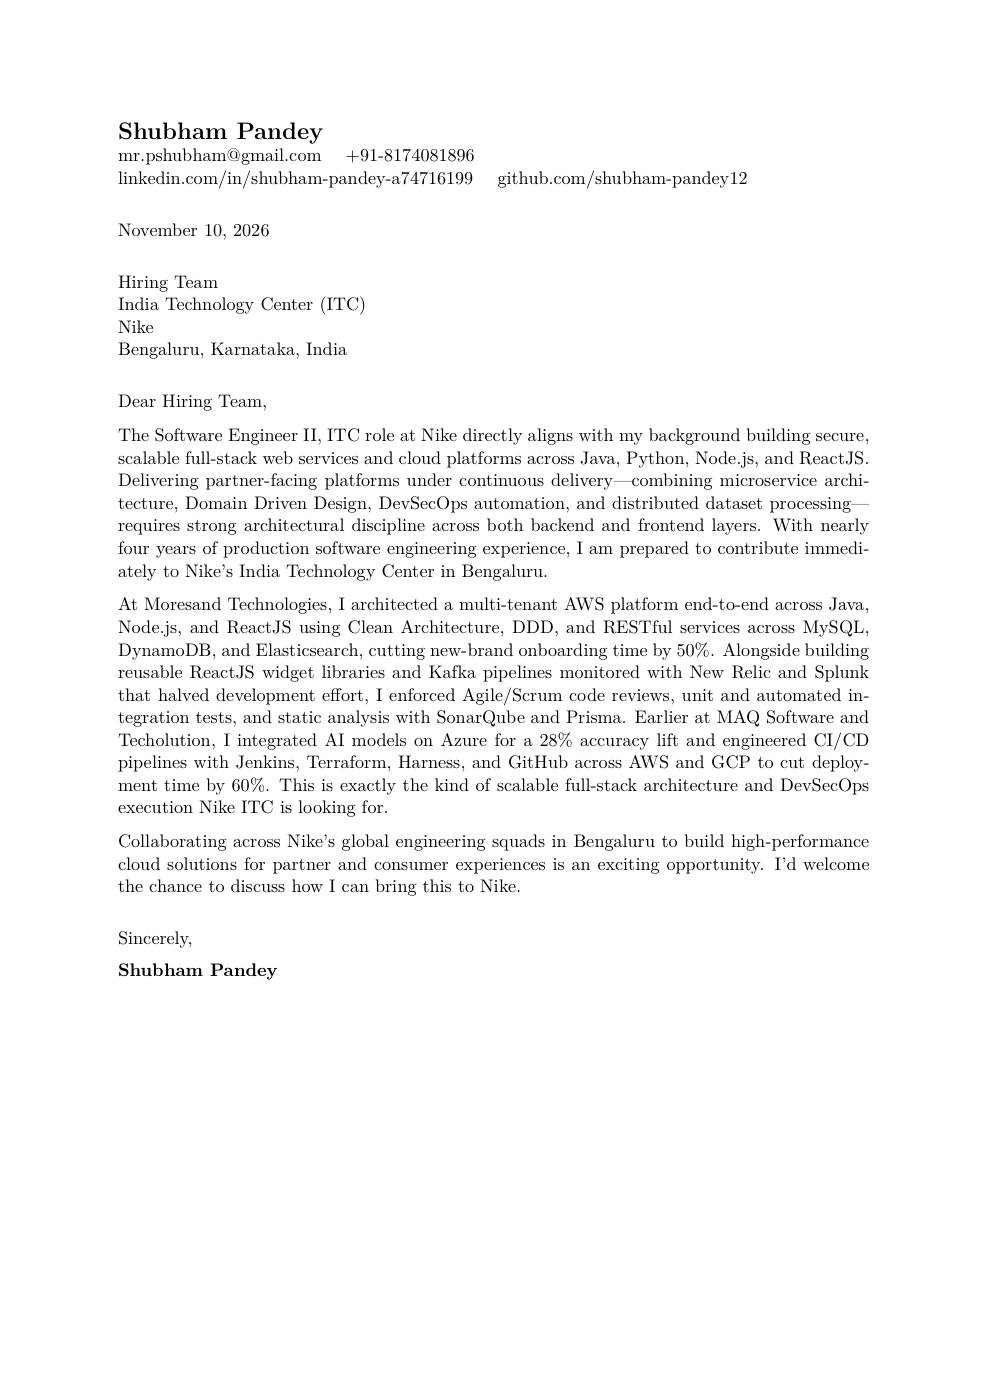 Shubham Pandey
mr.pshubham@gmail.com +91-8174081896
linkedin.com/in/shubham-pandey-a74716199 github.com/shubham-pandey12
November 10, 2026
Hiring Team
India Technology Center (ITC)
Nike
Bengaluru, Karnataka, India
Dear Hiring Team,
The Software Engineer II, ITC role at Nike directly aligns with my background building secure,
scalable full-stack web services and cloud platforms across Java, Python, Node.js, and ReactJS.
Delivering partner-facing platforms under continuous delivery—combining microservice archi-
tecture, Domain Driven Design, DevSecOps automation, and distributed dataset processing—
requires strong architectural discipline across both backend and frontend layers. With nearly
four years of production software engineering experience, I am prepared to contribute immedi-
ately to Nike's India Technology Center in Bengaluru.
At Moresand Technologies, I architected a multi-tenant AWS platform end-to-end across Java,
Node.js, and ReactJS using Clean Architecture, DDD, and RESTful services across MySQL,
DynamoDB, and Elasticsearch, cutting new-brand onboarding time by 50%. Alongside building
reusable ReactJS widget libraries and Kafka pipelines monitored with New Relic and Splunk
that halved development effort, I enforced Agile/Scrum code reviews, unit and automated in-
tegration tests, and static analysis with SonarQube and Prisma. Earlier at MAQ Software and
Techolution, I integrated AI models on Azure for a 28% accuracy lift and engineered CI/CD
pipelines with Jenkins, Terraform, Harness, and GitHub across AWS and GCP to cut deploy-
ment time by 60%. This is exactly the kind of scalable full-stack architecture and DevSecOps
execution Nike ITC is looking for.
Collaborating across Nike's global engineering squads in Bengaluru to build high-performance
cloud solutions for partner and consumer experiences is an exciting opportunity. I'd welcome
the chance to discuss how I can bring this to Nike.
Sincerely,
Shubham Pandey